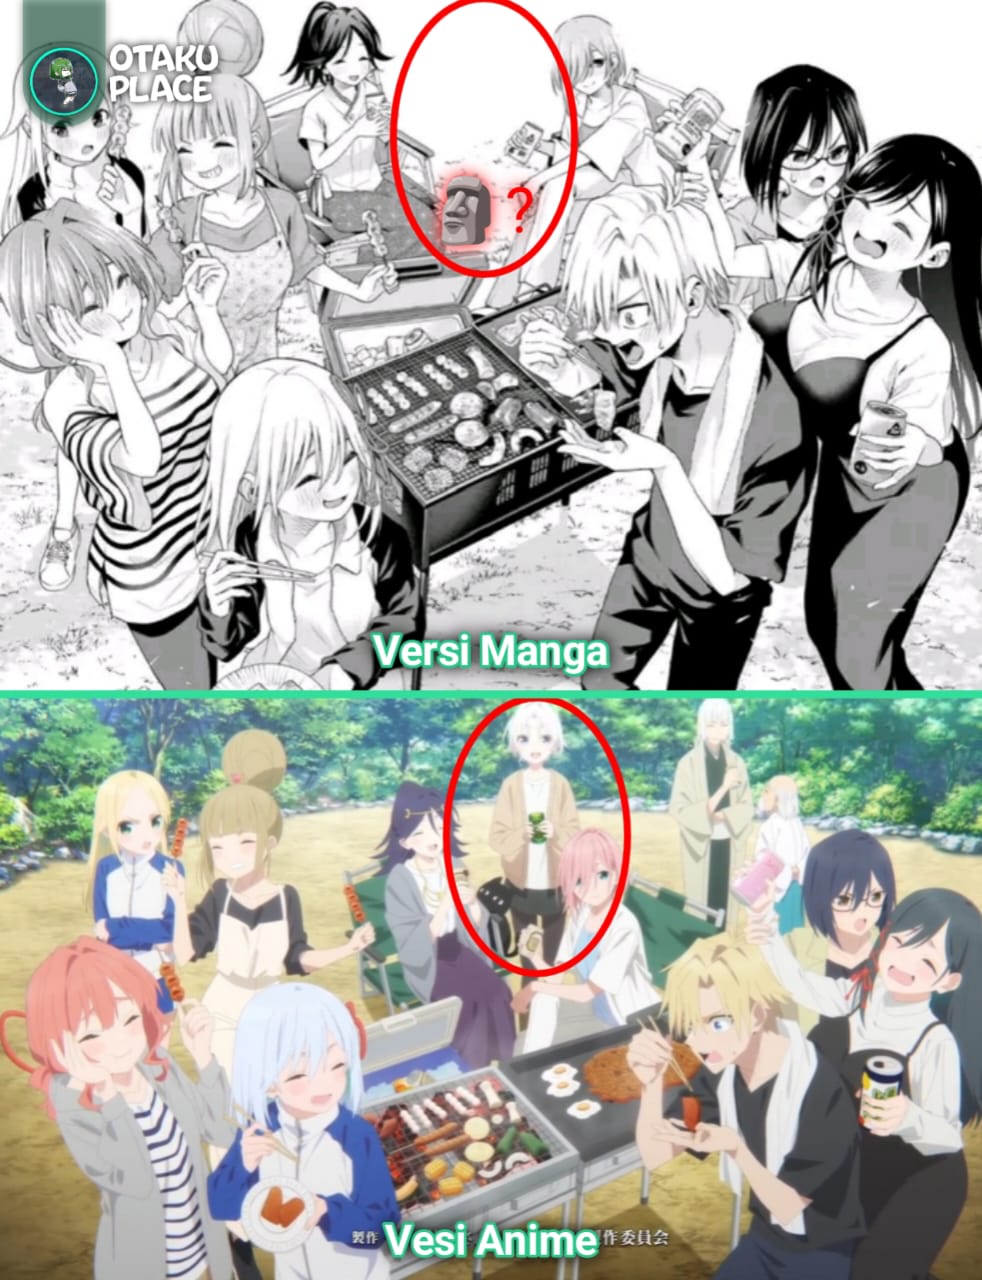 OTAKU
PLACE
?
Versi Manga
製作
Vesi Anime
作委員会